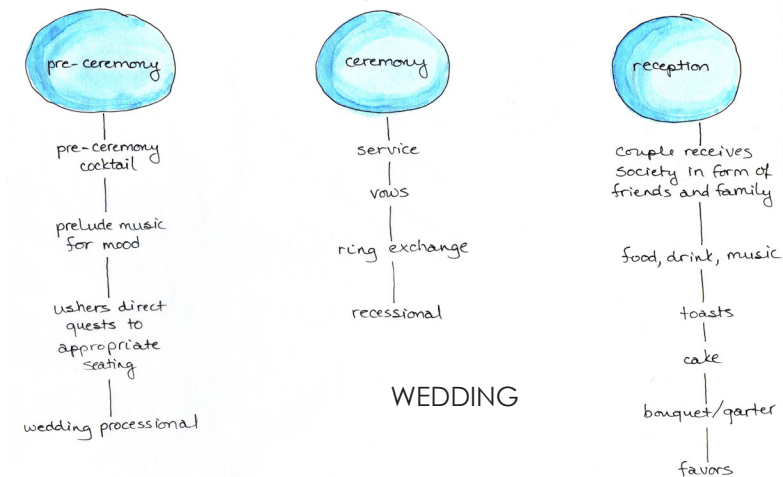 pre-ceremony
pre-ceremony
cocktail
prelude music
for mood
ushers direct
guests to
appropriate
seating
wedding processional
ceremony
service
vows
ring exchange
recessional
WEDDING
reception
couple receives
society in form of
friends and family
food, drink, music
toasts
cake
bouquet/garter
favors